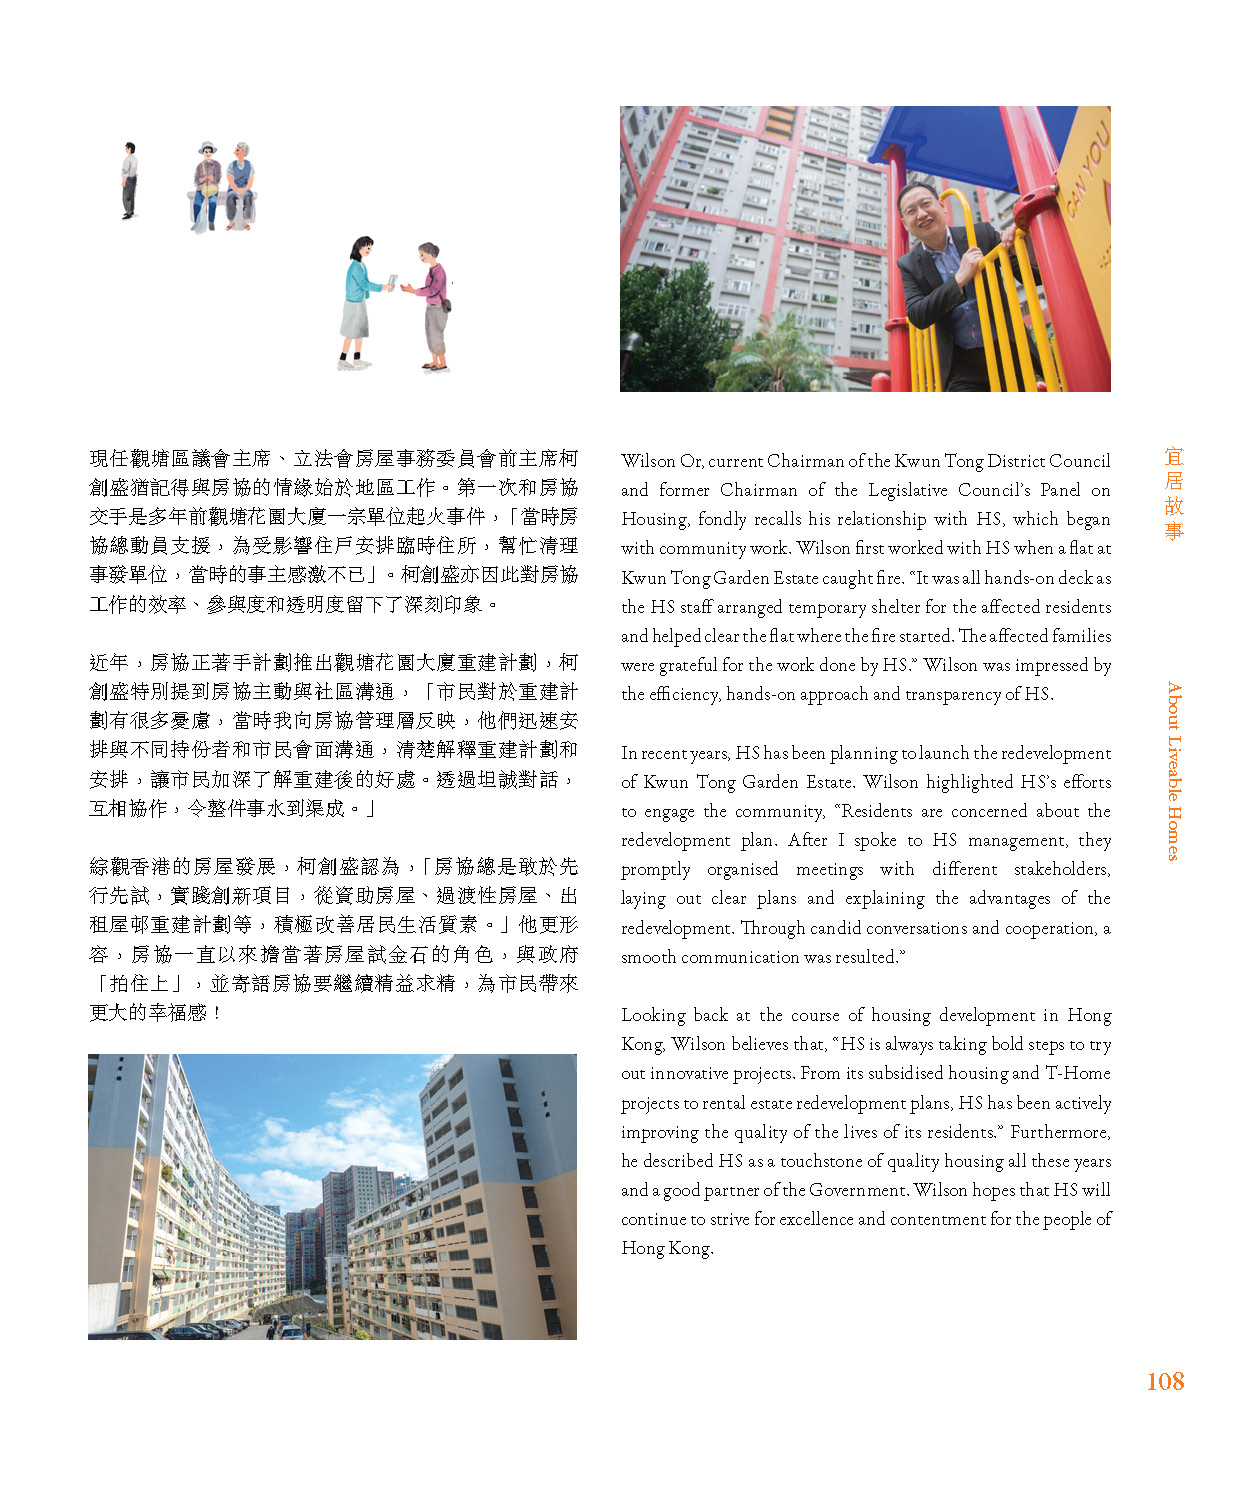 CAN YOU
現任觀塘區議會主席、立法會房屋事務委員會前主席柯
創盛猶記得與房協的情緣始於地區工作。第一次和房協
交手是多年前觀塘花園大廈一宗單位起火事件，「當時房
協總動員支援，為受影響住戶安排臨時住所，幫忙清理
事發單位，當時的事主感激不已」。柯創盛亦因此對房協
工作的效率、參與度和透明度留下了深刻印象。
近年，房協正著手計劃推出觀塘花園大廈重建計劃，柯
創盛特別提到房協主動與社區溝通，「市民對於重建計
劃有很多憂慮，當時我向房協管理層反映，他們迅速安
排與不同持份者和市民會面溝通，清楚解釋重建計劃和
安排，讓市民加深了解重建後的好處。透過坦誠對話，
互相協作，令整件事水到渠成。」
綜觀香港的房屋發展，柯創盛認為，「房協總是敢於先
行先試，實踐創新項目，從資助房屋、過渡性房屋、出
租屋邨重建計劃等，積極改善居民生活質素。」他更形
容，房協一直以來擔當著房屋試金石的角色，與政府
「拍住上」，並寄語房協要繼續精益求精，為市民帶來
更大的幸福感！
Wilson Or, current Chairman of the Kwun Tong District Council
and former Chairman of the Legislative Council’s Panel on
Housing, fondly recalls his relationship with HS, which began
with community work. Wilson first worked with HS when a flat at
Kwun Tong Garden Estate caught fire. “It was all hands-on deck as
the HS staff arranged temporary shelter for the affected residents
and helped clear the flat where the fire started. The affected families
were grateful for the work done by HS.” Wilson was impressed by
the efficiency, hands-on approach and transparency of HS.
In recent years, HS has been planning to launch the redevelopment
of Kwun Tong Garden Estate. Wilson highlighted HS’s efforts
to engage the community, “Residents are concerned about the
redevelopment plan. After I spoke to HS management, they
promptly organised meetings with different stakeholders,
laying out clear plans and explaining the advantages of the
redevelopment. Through candid conversations and cooperation, a
smooth communication was resulted.”
Looking back at the course of housing development in Hong
Kong, Wilson believes that, “HS is always taking bold steps to try
out innovative projects. From its subsidised housing and T-Home
projects to rental estate redevelopment plans, HS has been actively
improving the quality of the lives of its residents.” Furthermore,
he described HS as a touchstone of quality housing all these years
and a good partner of the Government. Wilson hopes that HS will
continue to strive for excellence and contentment for the people of
Hong Kong.
宜居故事
About Liveable Homes
108